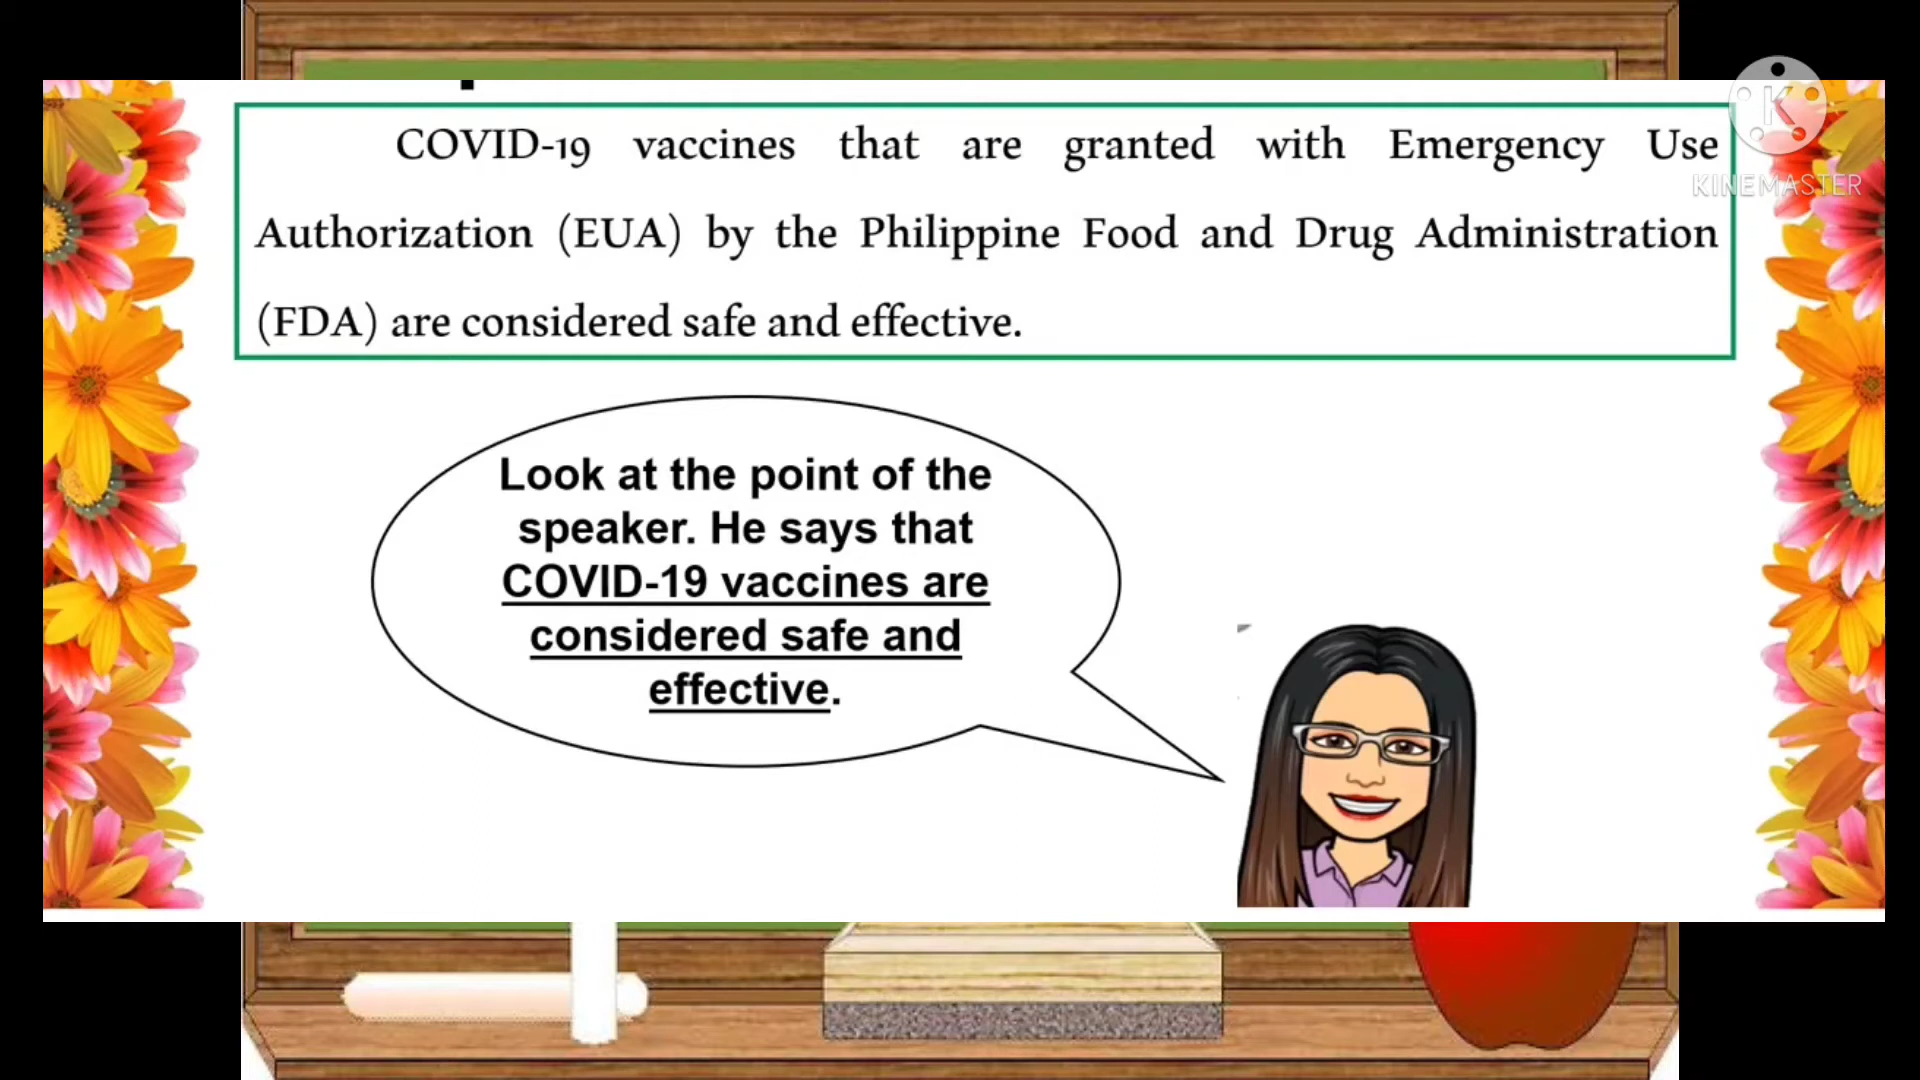 COVID-19 vaccines that are granted with Emergency Use
Authorization (EUA) by the Philippine Food and Drug Administration
(FDA) are considered safe and effective.
K
KINEMASTER
Look at the point of the
speaker. He says that
COVID-19 vaccines are
considered safe and
effective.